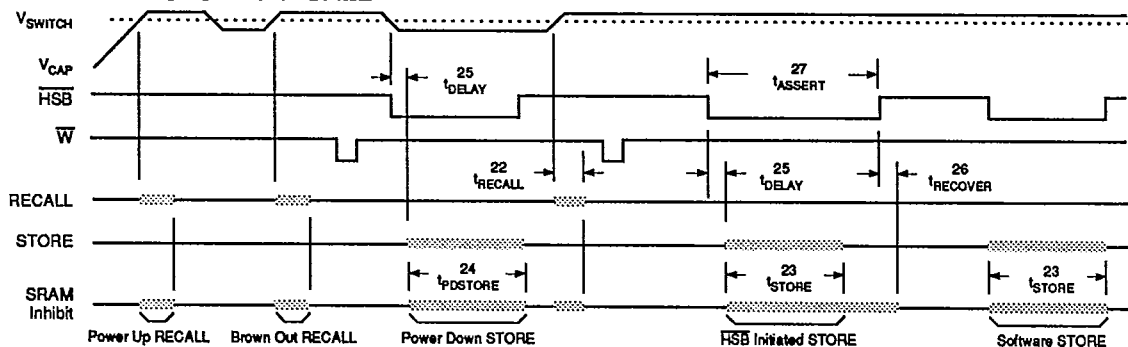 VSWITCH
VCAP
25
tDELAY
27
tASSERT
HSB
W
22
tRECALL
25
tDELAY
26
tRECOVER
RECALL
STORE
24
tPDSTORE
23
tSTORE
23
tSTORE
SRAM
Inhibit
Power Up RECALL
Brown Out RECALL
Power Down STORE
HSB Initiated STORE
Software STORE